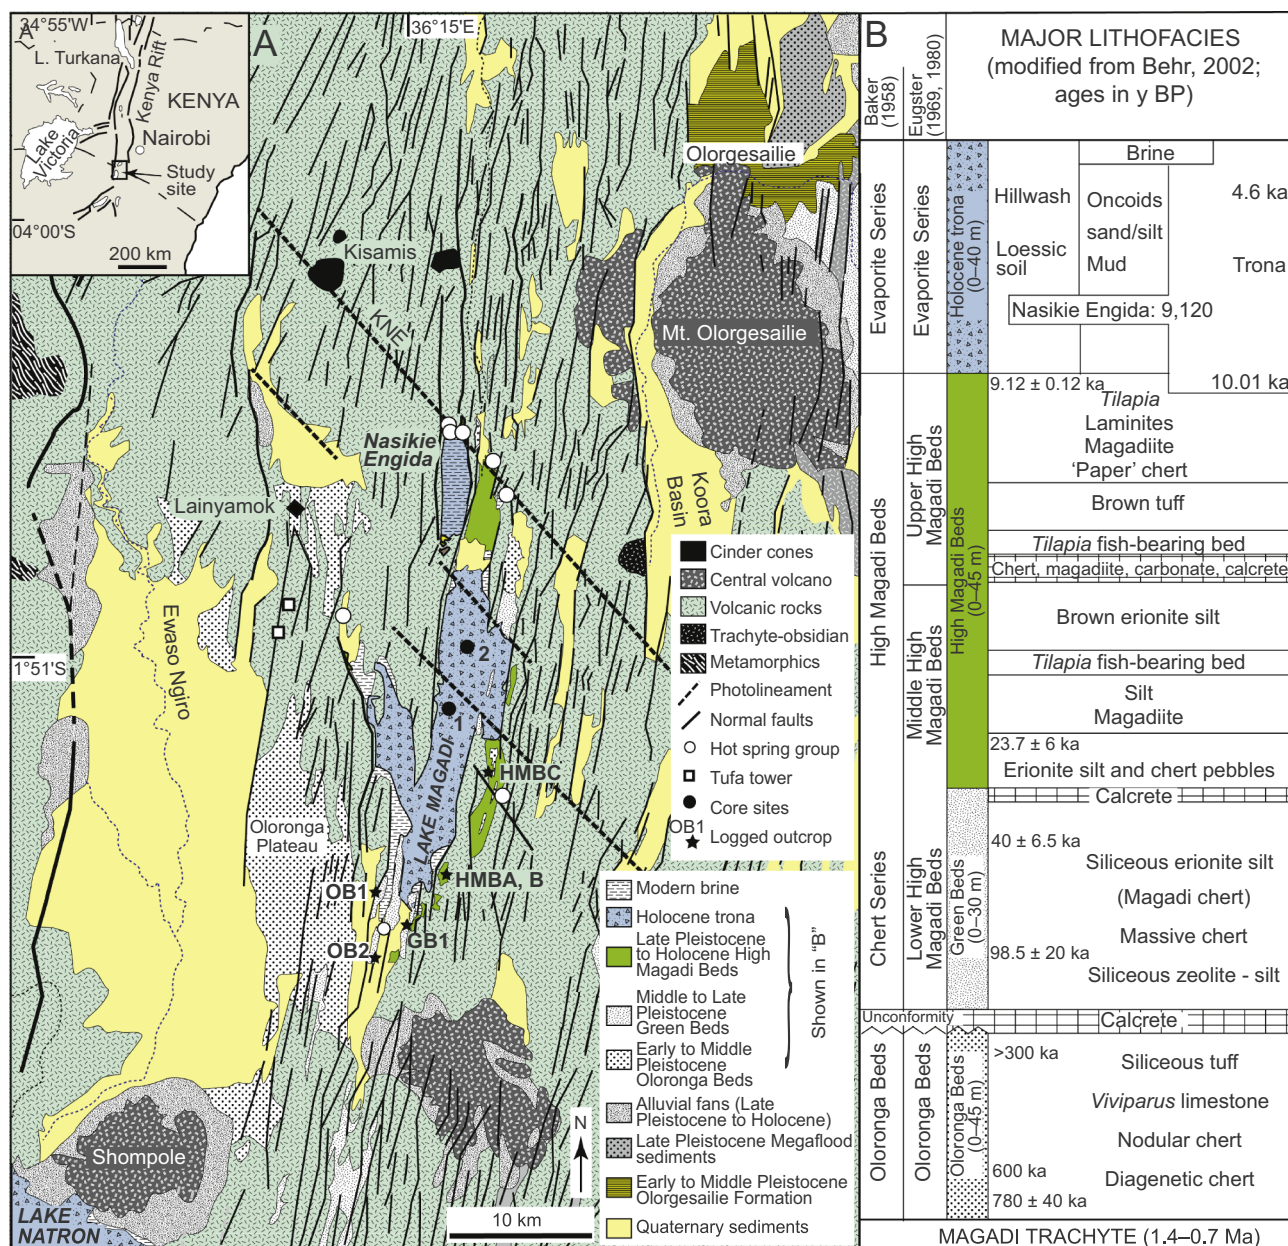 34°55'W
A
L. Turkana
Kenya Rift
KENYA
Lake
Victoria
Nairobi
Study
site
04°00'S
200 km
A
36°15'E
Olorgesailie
Kisamis
KNE
Mt. Olorgesailie
Nasikie
Engida
Koora
Basin
Lainyamok
Ewaso Ngiro
1°51'S
2
1
LAKE MAGADI
HMBC
Oloronga
Plateau
HMBA, B
OB1
GB1
OB2
Shompole
LAKE
NATRON
N
10 km
Cinder cones
Central volcano
Volcanic rocks
Trachyte-obsidian
Metamorphics
Photolineament
Normal faults
Hot spring group
Tufa tower
Core sites
OB1
Logged outcrop
Modern brine
Holocene trona
Late Pleistocene
to Holocene High
Magadi Beds
Middle to Late
Pleistocene
Green Beds
Early to Middle
Pleistocene
Oloronga Beds
Shown in "B"
Alluvial fans (Late
Pleistocene to Holocene)
Late Pleistocene Megaflood
sediments
Early to Middle Pleistocene
Olorgesailie Formation
Quaternary sediments
B
Baker
(1958)
Eugster
(1969, 1980)
MAJOR LITHOFACIES
(modified from Behr, 2002;
ages in y BP)
Evaporite Series
Evaporite Series
Holocene trona
(0–40 m)
Brine
Hillwash
Oncoids
4.6 ka
sand/silt
Loessic
soil
Mud
Trona
Nasikie Engida: 9,120
High Magadi Beds
Upper High
Magadi Beds
High Magadi Beds
(0–45 m)
9.12 ± 0.12 ka
10.01 ka
Tilapia
Laminites
Magadiite
‘Paper’ chert
Brown tuff
Tilapia fish-bearing bed
Chert, magadiite, carbonate, calcrete
Middle High
Magadi Beds
Brown erionite silt
Tilapia fish-bearing bed
Silt
Magadiite
23.7 ± 6 ka
Erionite silt and chert pebbles
Chert Series
Lower High
Magadi Beds
Green Beds
(0–30 m)
Calcrete
40 ± 6.5 ka
Siliceous erionite silt
(Magadi chert)
Massive chert
98.5 ± 20 ka
Siliceous zeolite - silt
Unconformity
Calcrete
Oloronga Beds
Oloronga Beds
Oloronga Beds
(0–45 m)
>300 ka
Siliceous tuff
Viviparus limestone
Nodular chert
600 ka
Diagenetic chert
780 ± 40 ka
MAGADI TRACHYTE (1.4–0.7 Ma)